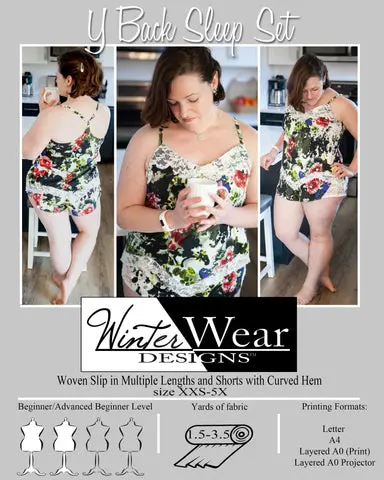 Y Back Sleep Set
Winter Wear
DESIGNS™
Woven Slip in Multiple Lengths and Shorts with Curved Hem
size XXS-5X
Beginner/Advanced Beginner Level
Yards of fabric
1.5-3.5
Printing Formats:
Letter
A4
Layered A0 (Print)
Layered A0 Projector